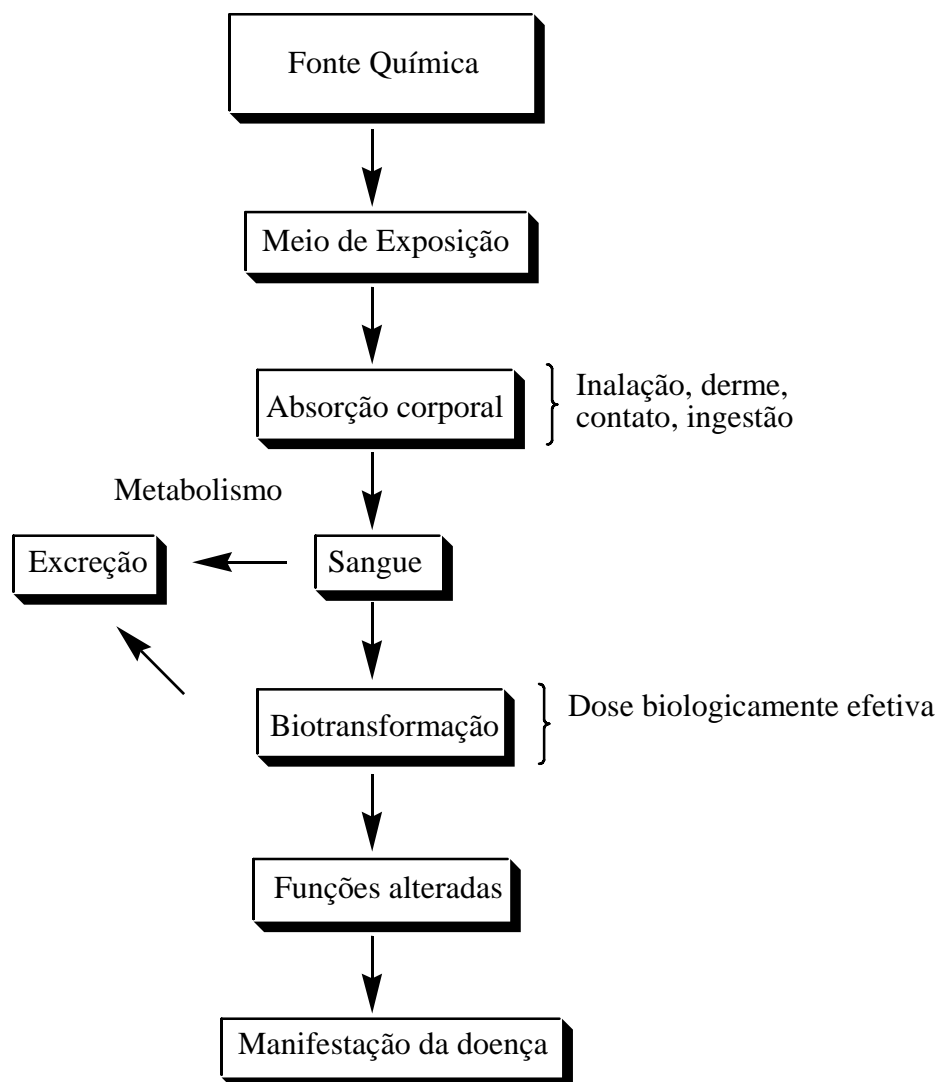 Fonte Química
Meio de Exposição
Absorção corporal
Inalação, derme,
contato, ingestão
Metabolismo
Excreção
Sangue
Biotransformação
Dose biologicamente efetiva
Funções alteradas
Manifestação da doença